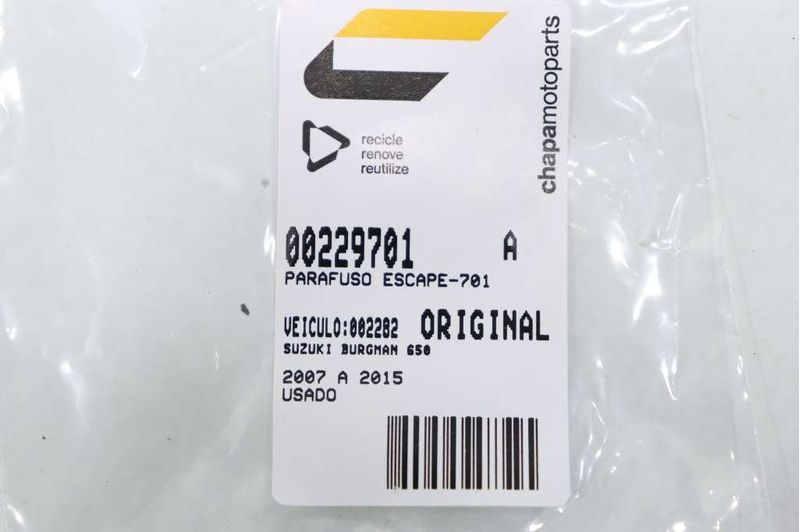 chapamotoparts
recicle
renove
reutilize
00229701 A
PARAFUSO ESCAPE-701
VEICULO:002282 ORIGINAL
SUZUKI BURGMAN 650
2007 A 2015
USADO